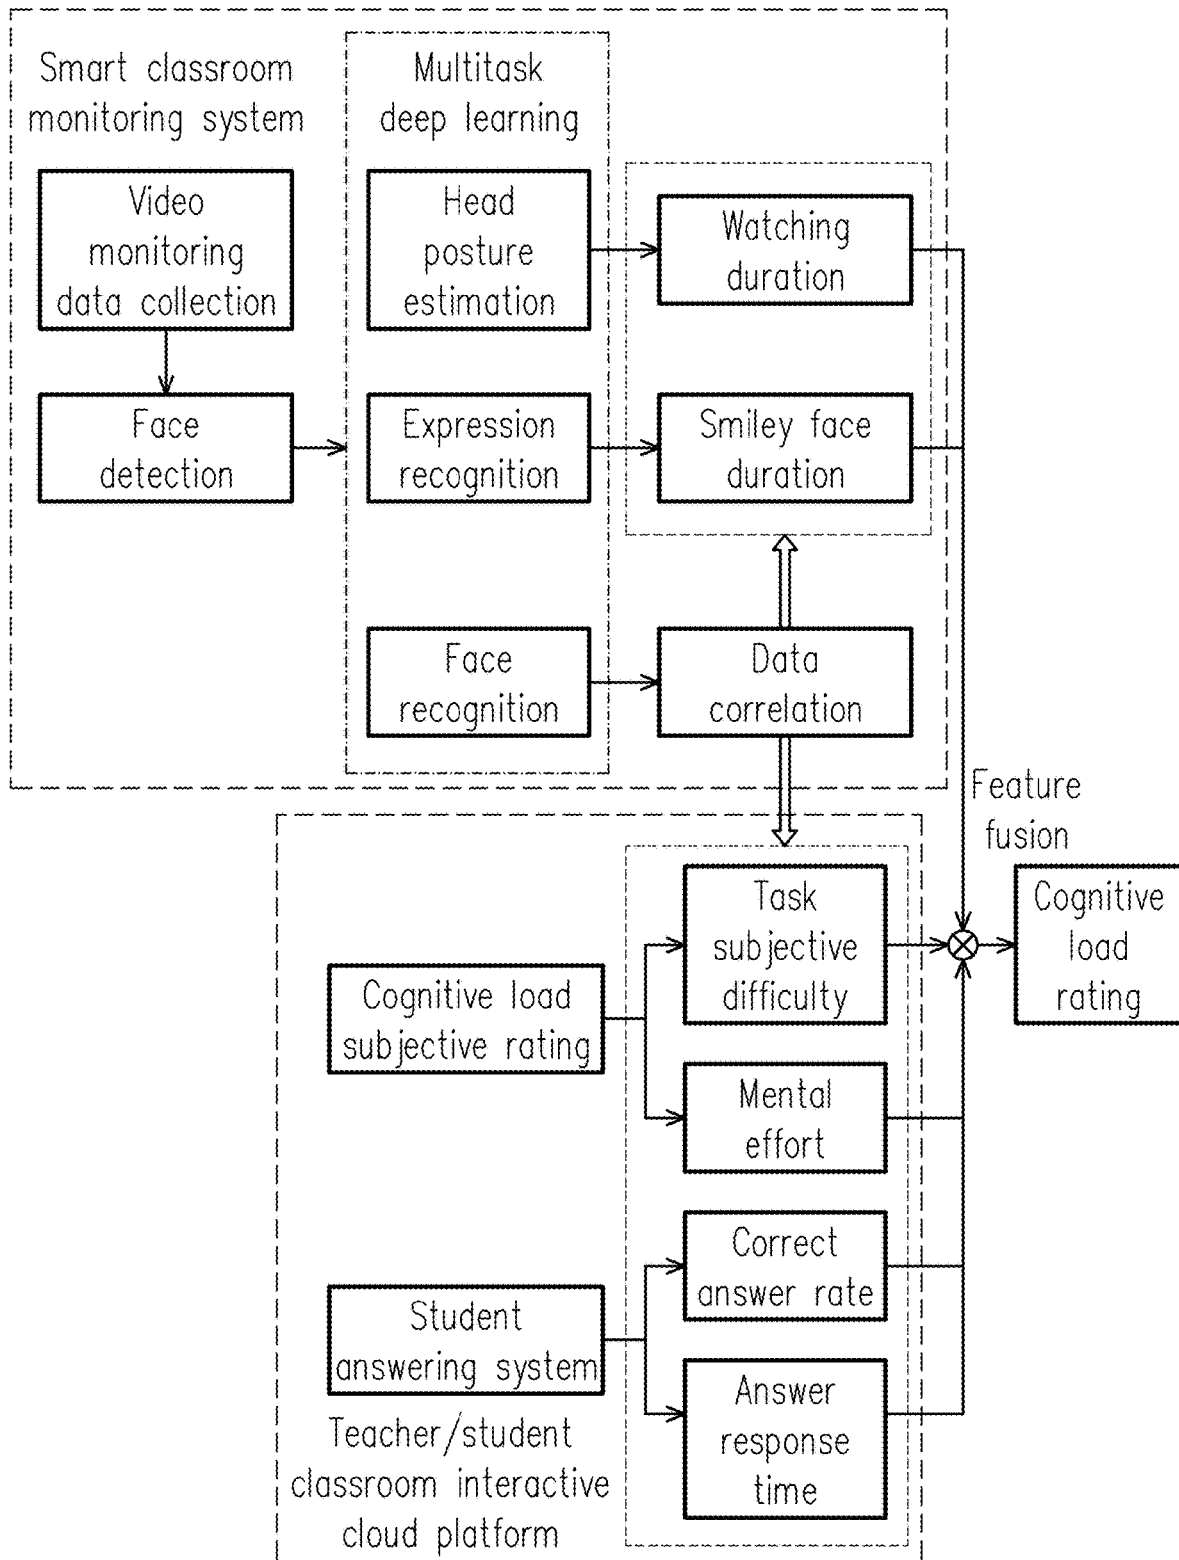 Smart classroom
monitoring system
Multitask
deep learning
Video
monitoring
data collection
Head
posture
estimation
Watching
duration
Face
detection
Expression
recognition
Smiley face
duration
Face
recognition
Data
correlation
Feature
fusion
Task
subjective
difficulty
Cognitive
load
rating
Cognitive load
subjective rating
Mental
effort
Correct
answer rate
Student
answering system
Answer
response
time
Teacher/student
classroom interactive
cloud platform